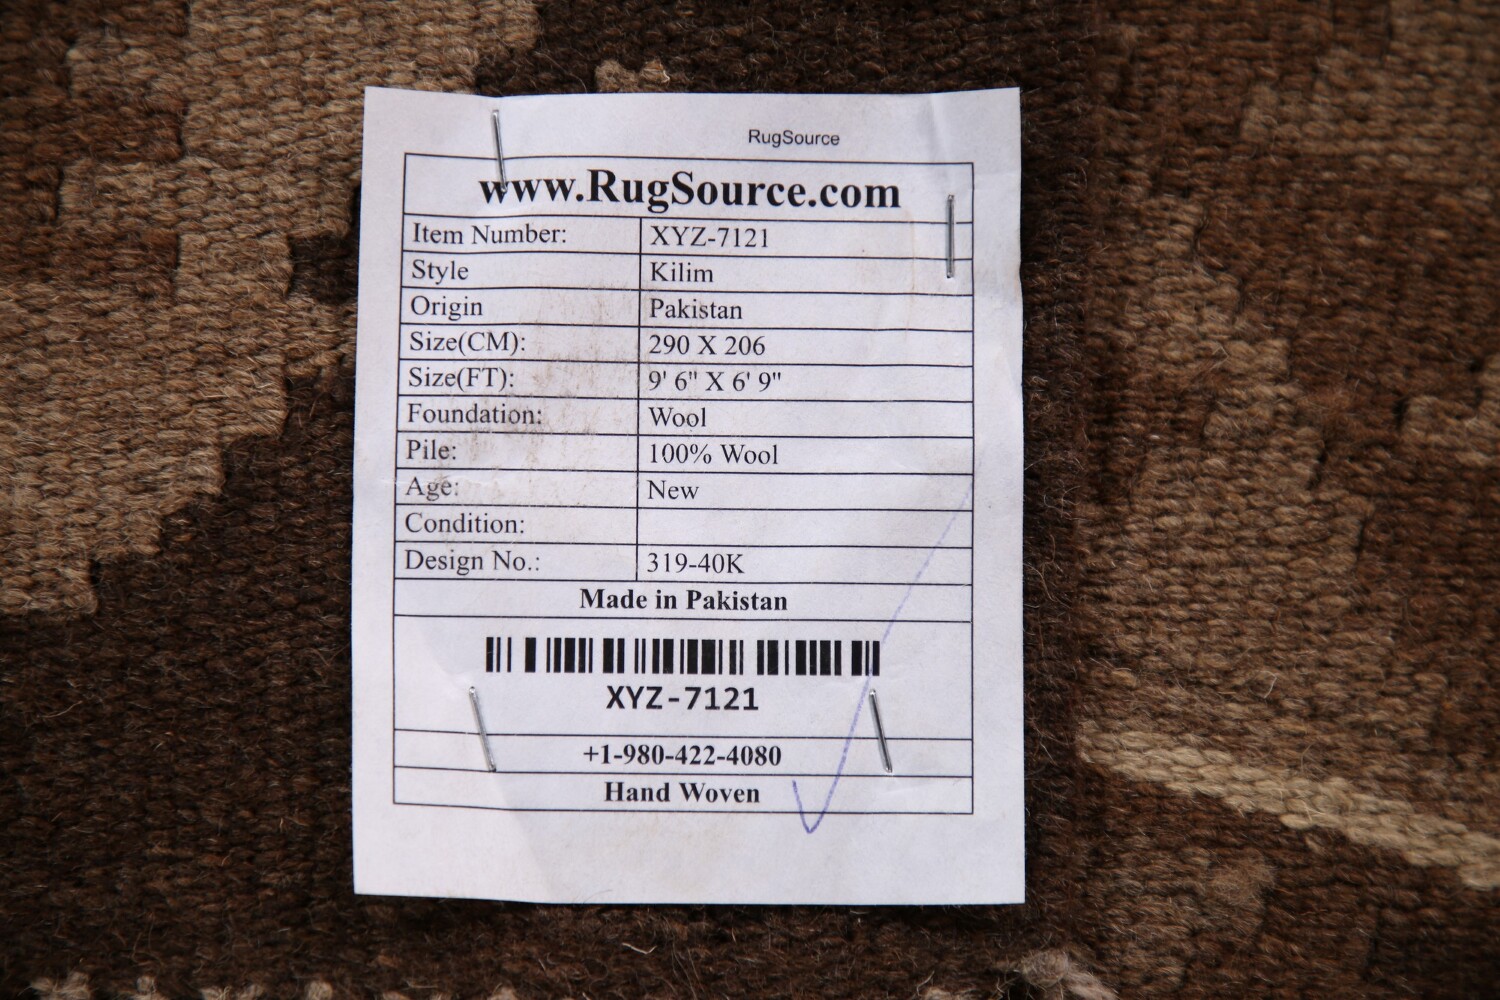 RugSource
www.RugSource.com
Item Number: XYZ-7121
Style Kilim
Origin Pakistan
Size(CM): 290 X 206
Size(FT): 9' 6" X 6' 9"
Foundation: Wool
Pile: 100% Wool
Age: New
Condition:
Design No.: 319-40K
Made in Pakistan
XYZ-7121
+1-980-422-4080
Hand Woven